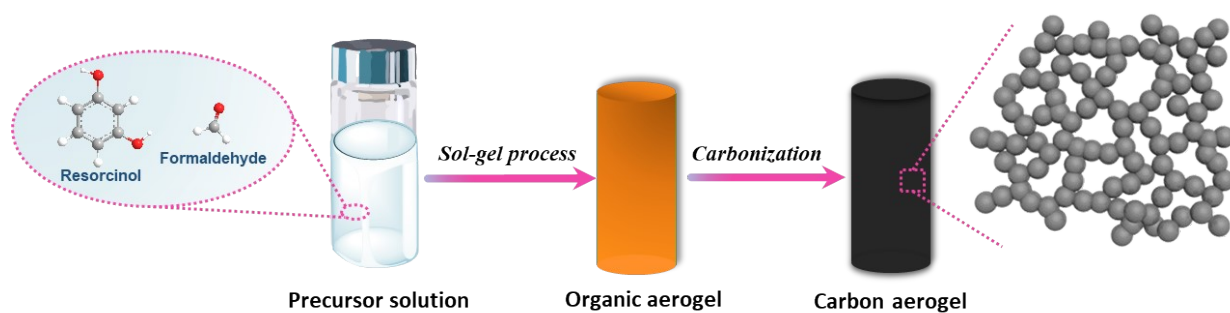 Resorcinol
Formaldehyde
Sol-gel process
Carbonization
Precursor solution
Organic aerogel
Carbon aerogel